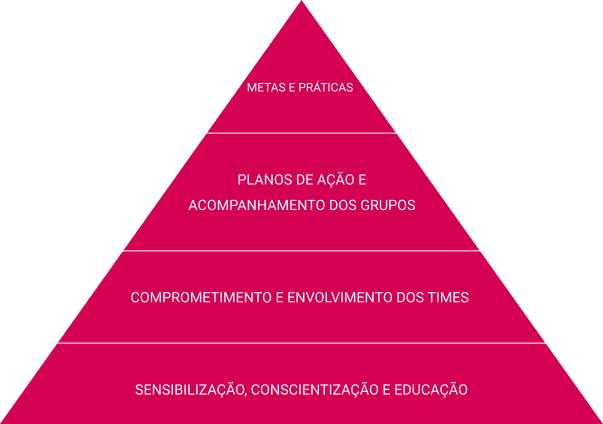 METAS E PRÁTICAS
PLANOS DE AÇÃO E
ACOMPANHAMENTO DOS GRUPOS
COMPROMETIMENTO E ENVOLVIMENTO DOS TIMES
SENSIBILIZAÇÃO, CONSCIENTIZAÇÃO E EDUCAÇÃO